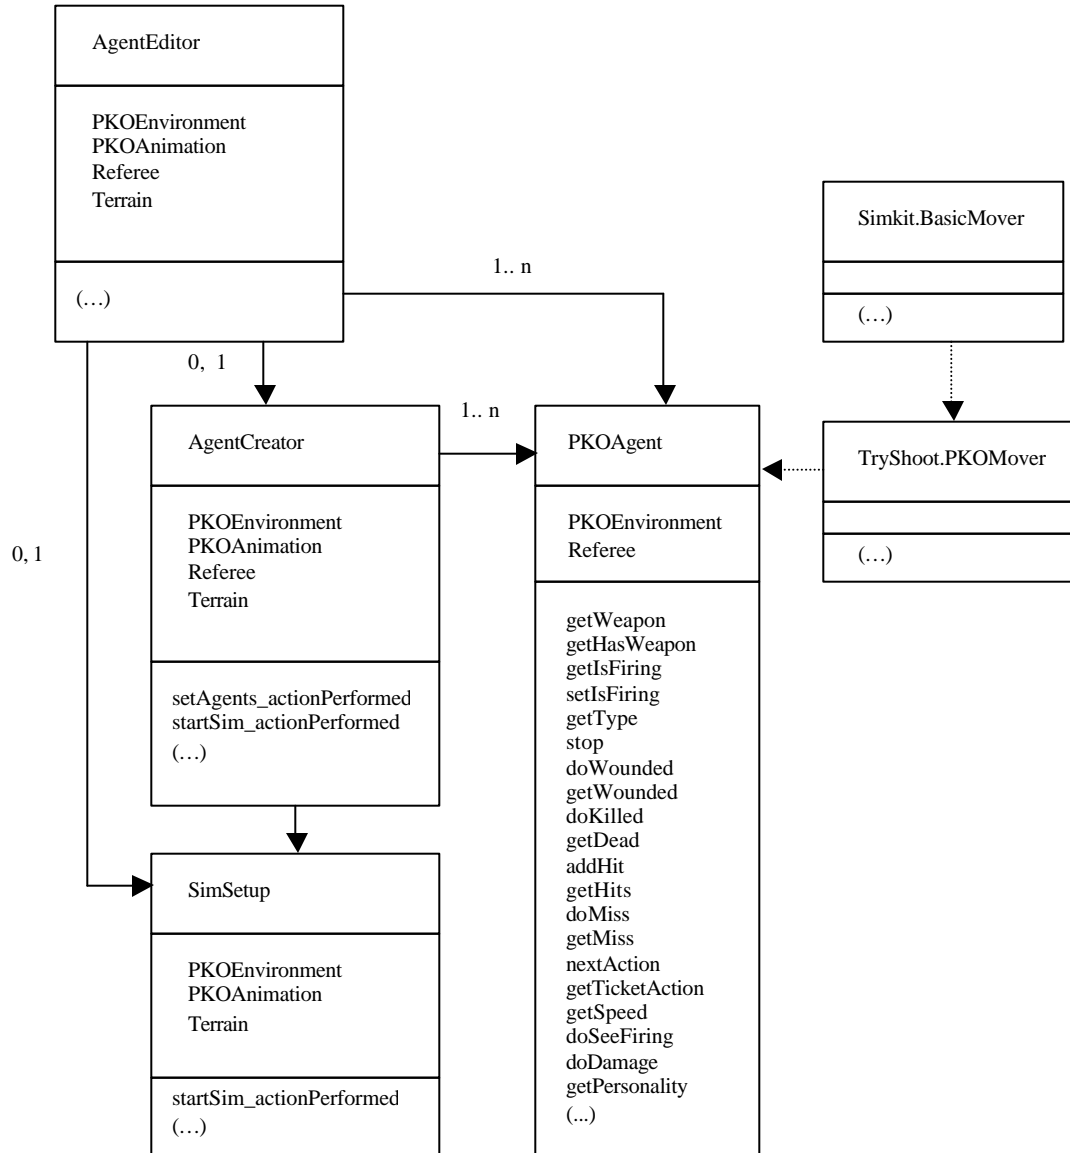 AgentEditor
PKOEnvironment
PKOAnimation
Referee
Terrain
(…)
1.. n
Simkit.BasicMover
(…)
0, 1
AgentCreator
PKOEnvironment
PKOAnimation
Referee
Terrain
setAgents_actionPerformed
startSim_actionPerformed
(…)
1.. n
PKOAgent
PKOEnvironment
Referee
getWeapon
getHasWeapon
getIsFiring
setIsFiring
getType
stop
doWounded
getWounded
doKilled
getDead
addHit
getHits
doMiss
getMiss
nextAction
getTicketAction
getSpeed
doSeeFiring
doDamage
getPersonality
(...)
TryShoot.PKOMover
(…)
0, 1
SimSetup
PKOEnvironment
PKOAnimation
Terrain
startSim_actionPerformed
(…)